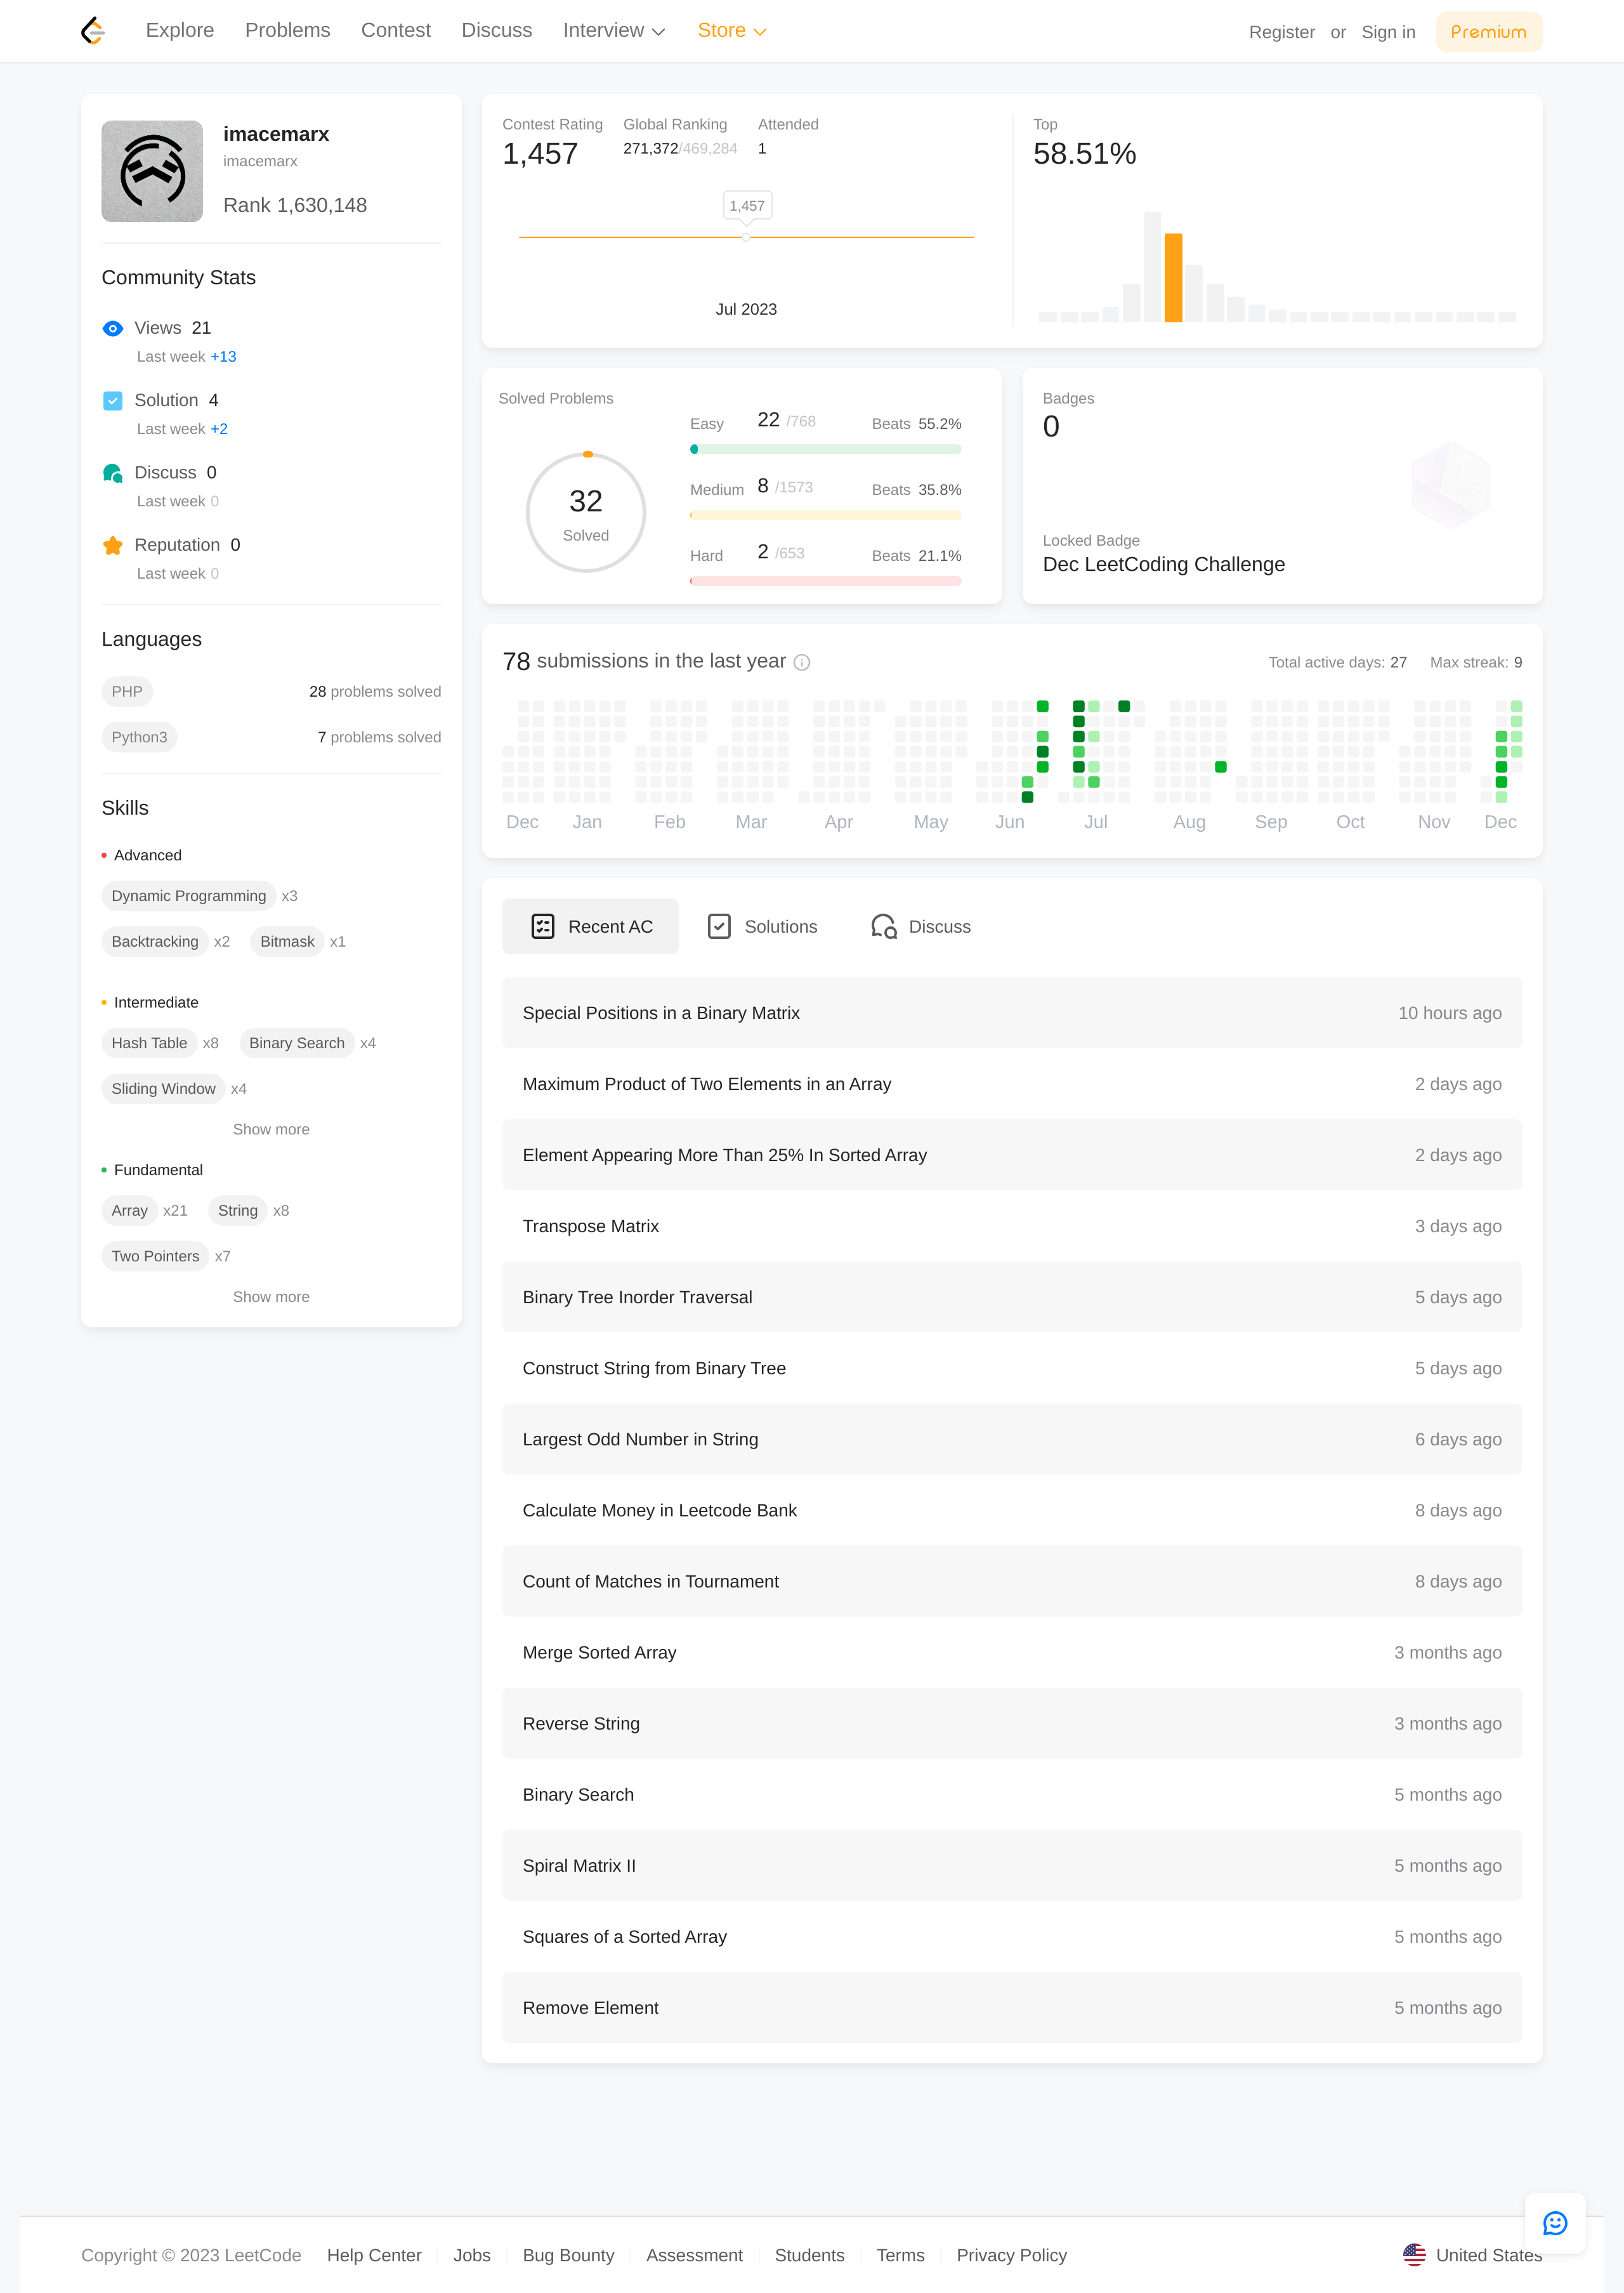 Explore Problems Contest Discuss Interview Store Register or Sign in Premium
imacemarx
imacemarx
Rank 1,630,148
Community Stats
Views 21
Last week +13
Solution 4
Last week +2
Discuss 0
Last week 0
Reputation 0
Last week 0
Languages
PHP 28 problems solved
Python3 7 problems solved
Skills
Advanced
Dynamic Programming x3
Backtracking x2 Bitmask x1
Intermediate
Hash Table x8 Binary Search x4
Sliding Window x4
Show more
Fundamental
Array x21 String x8
Two Pointers x7
Show more
Contest Rating Global Ranking Attended
1,457 271,372/469,284 1
1,457
Jul 2023
Top
58.51%
Solved Problems
32
Solved
Easy 22 /768 Beats 55.2%
Medium 8 /1573 Beats 35.8%
Hard 2 /653 Beats 21.1%
Badges
0
Locked Badge
Dec LeetCoding Challenge
78 submissions in the last year Total active days: 27 Max streak: 9
Dec Jan Feb Mar Apr May Jun Jul Aug Sep Oct Nov Dec
Recent AC Solutions Discuss
Special Positions in a Binary Matrix 10 hours ago
Maximum Product of Two Elements in an Array 2 days ago
Element Appearing More Than 25% In Sorted Array 2 days ago
Transpose Matrix 3 days ago
Binary Tree Inorder Traversal 5 days ago
Construct String from Binary Tree 5 days ago
Largest Odd Number in String 6 days ago
Calculate Money in Leetcode Bank 8 days ago
Count of Matches in Tournament 8 days ago
Merge Sorted Array 3 months ago
Reverse String 3 months ago
Binary Search 5 months ago
Spiral Matrix II 5 months ago
Squares of a Sorted Array 5 months ago
Remove Element 5 months ago
Copyright © 2023 LeetCode Help Center Jobs Bug Bounty Assessment Students Terms Privacy Policy United States